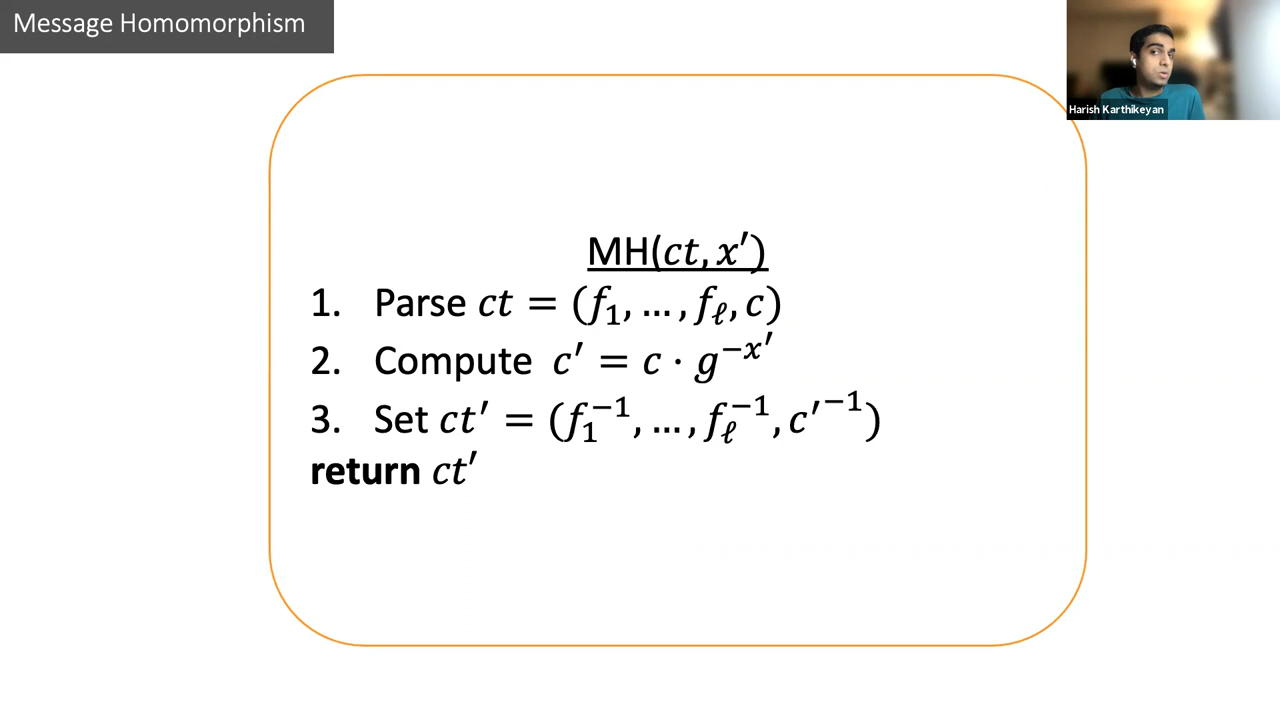 Message Homomorphism
Harish Karthikeyan
MH(ct, x′)
1. Parse ct = (f₁, …, f_ℓ, c)
2. Compute c′ = c · g^{−x′}
3. Set ct′ = (f₁⁻¹, …, f_ℓ⁻¹, c′⁻¹)
return ct′